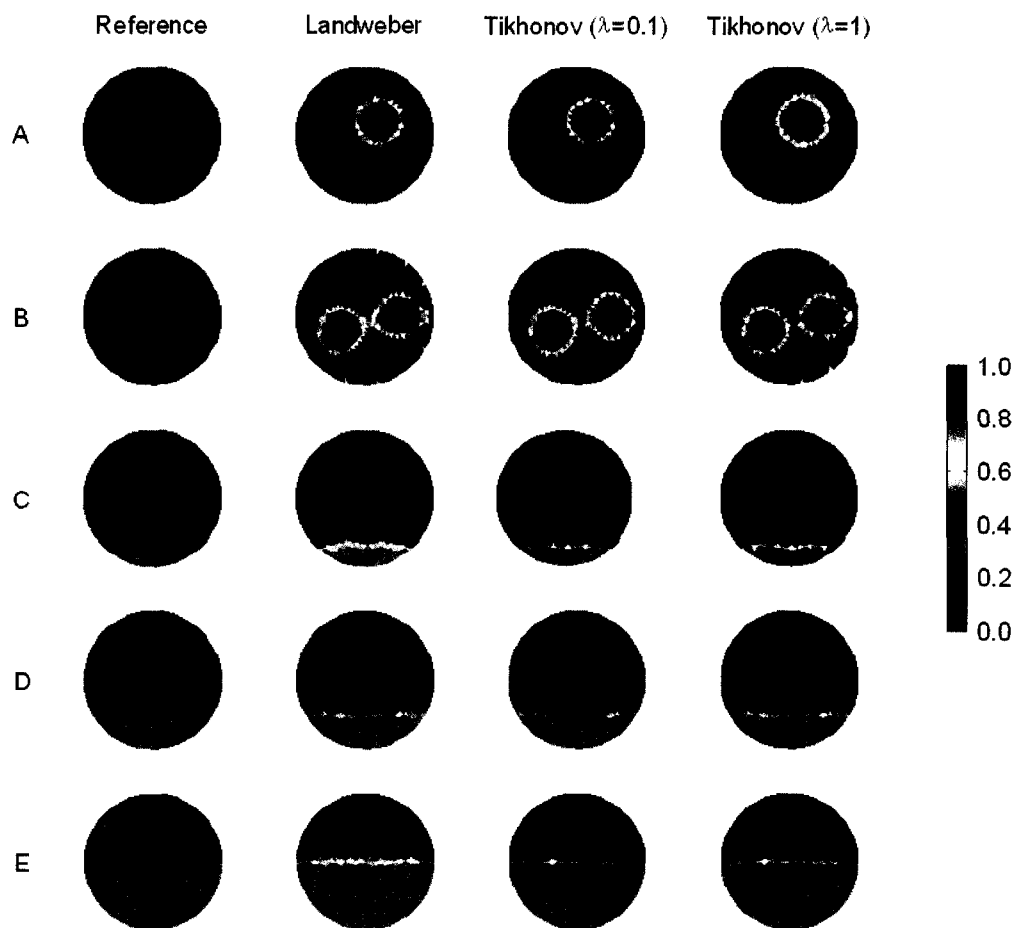 Reference Landweber Tikhonov (λ=0.1) Tikhonov (λ=1)
A
B
1.0
C
0.8
0.6
0.4
0.2
D
0.0
E